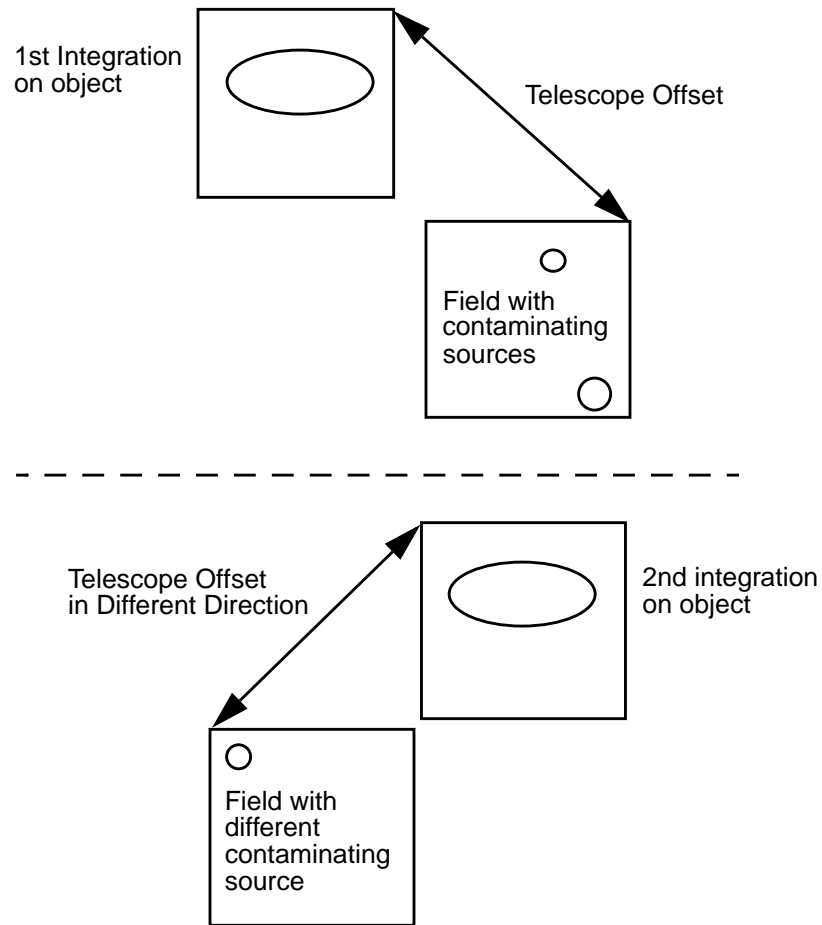 1st Integration
on object
Telescope Offset
Field with
contaminating
sources
Telescope Offset
in Different Direction
2nd integration
on object
Field with
different
contaminating
source